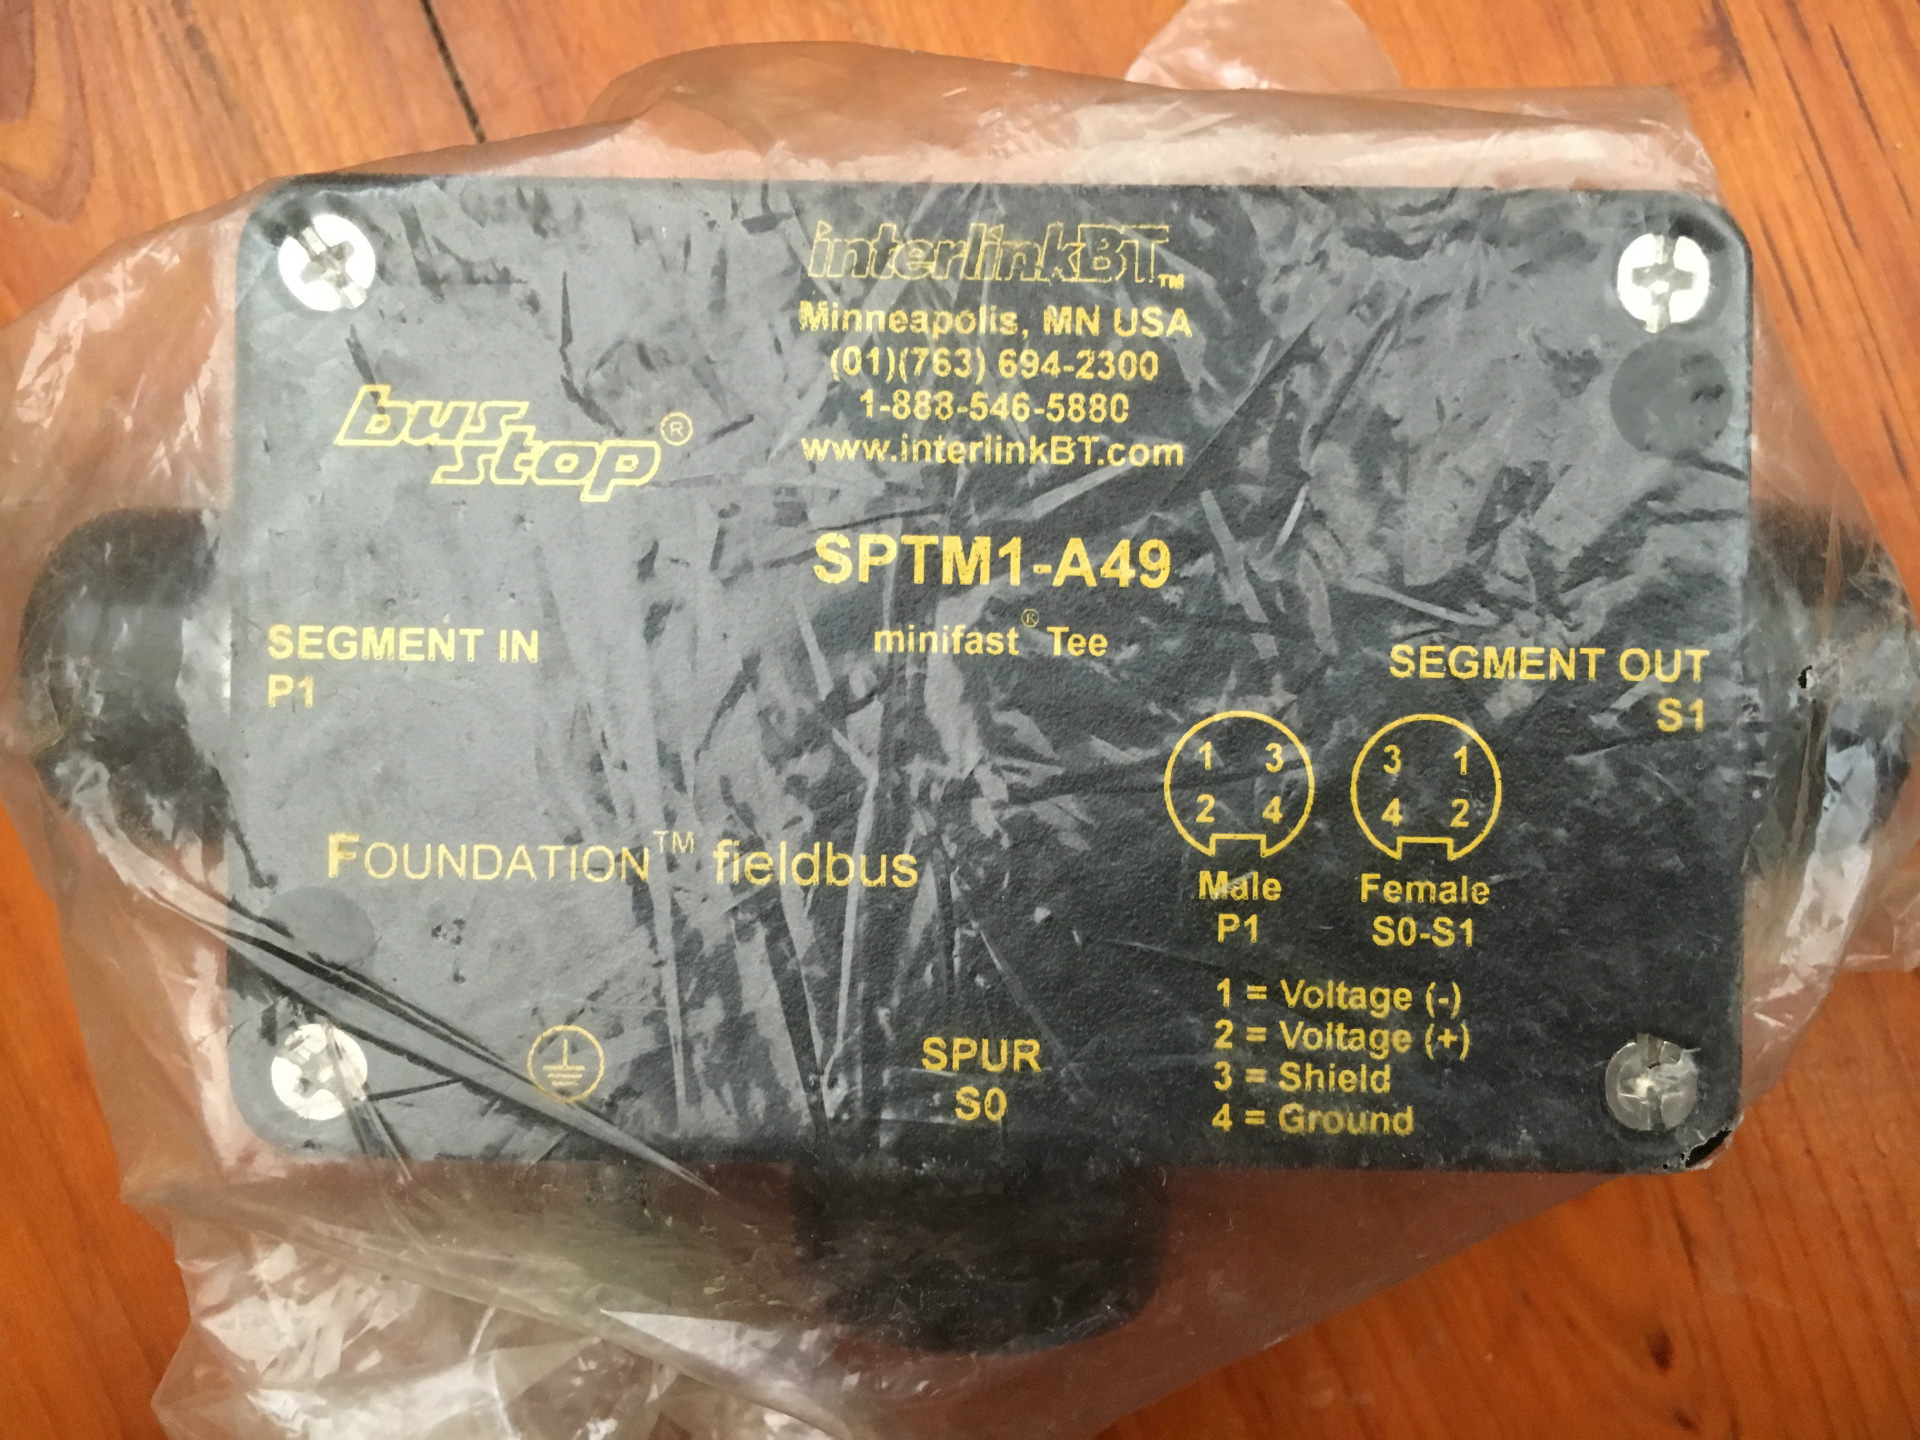 interlinkBT™
Minneapolis, MN USA
(01)(763) 694-2300
1-888-546-5880
www.interlinkBT.com
bus
stop®
SPTM1-A49
minifast® Tee
SEGMENT IN
P1
SEGMENT OUT
S1
1 3
2 4
Male
P1
3 1
4 2
Female
S0-S1
FOUNDATION™ fieldbus
1 = Voltage (-)
2 = Voltage (+)
3 = Shield
4 = Ground
SPUR
S0